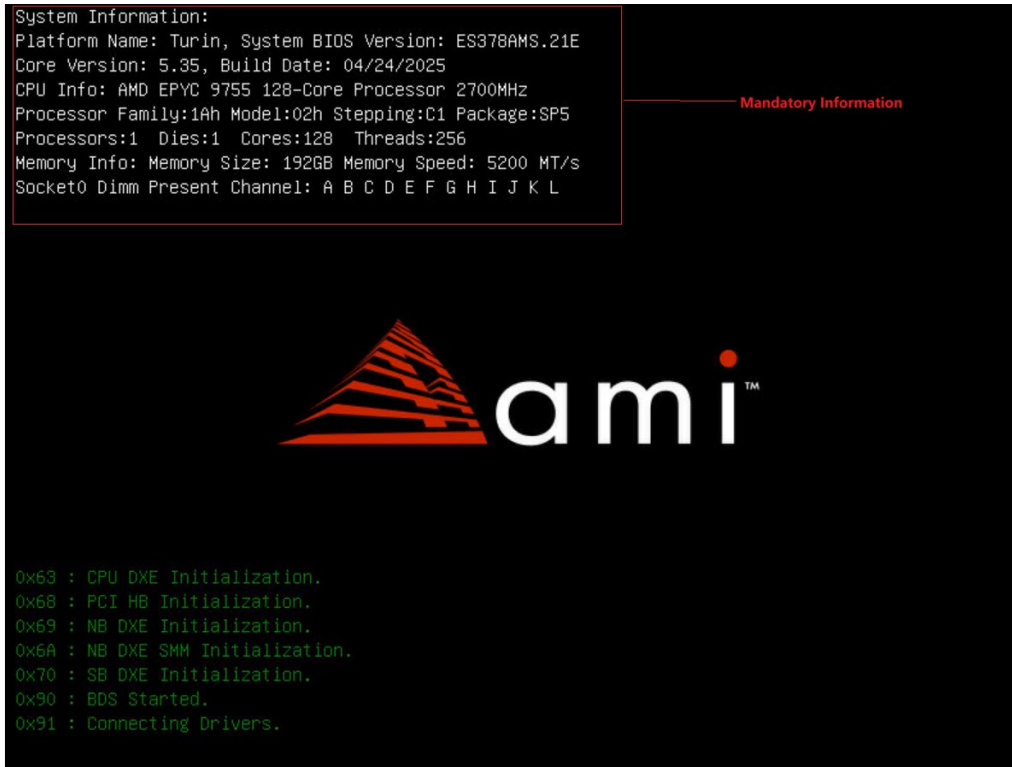 System Information:
Platform Name: Turin, System BIOS Version: ES378AMS.21E
Core Version: 5.35, Build Date: 04/24/2025
CPU Info: AMD EPYC 9755 128-Core Processor 2700MHz
Mandatory Information
Processor Family:1Ah Model:02h Stepping:C1 Package:SP5
Processors:1 Dies:1 Cores:128 Threads:256
Memory Info: Memory Size: 192GB Memory Speed: 5200 MT/s
Socket0 Dimm Present Channel: A B C D E F G H I J K L
ami™
0x63 : CPU DXE Initialization.
0x68 : PCI HB Initialization.
0x69 : NB DXE Initialization.
0x6A : NB DXE SMM Initialization.
0x70 : SB DXE Initialization.
0x90 : BDS Started.
0x91 : Connecting Drivers.